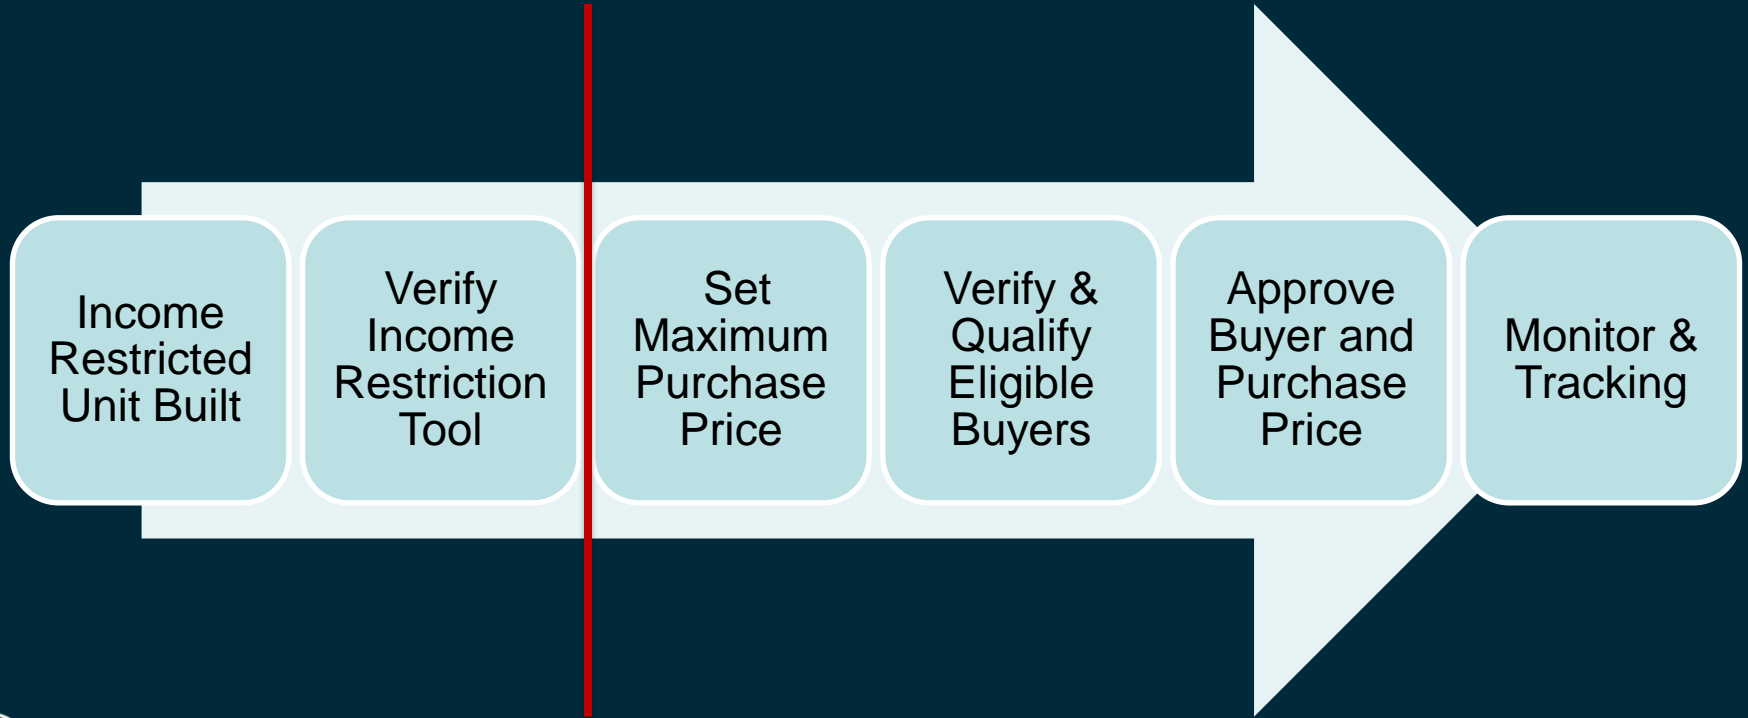 Income
Restricted
Unit Built
Verify
Income
Restriction
Tool
Set
Maximum
Purchase
Price
Verify &
Qualify
Eligible
Buyers
Approve
Buyer and
Purchase
Price
Monitor &
Tracking